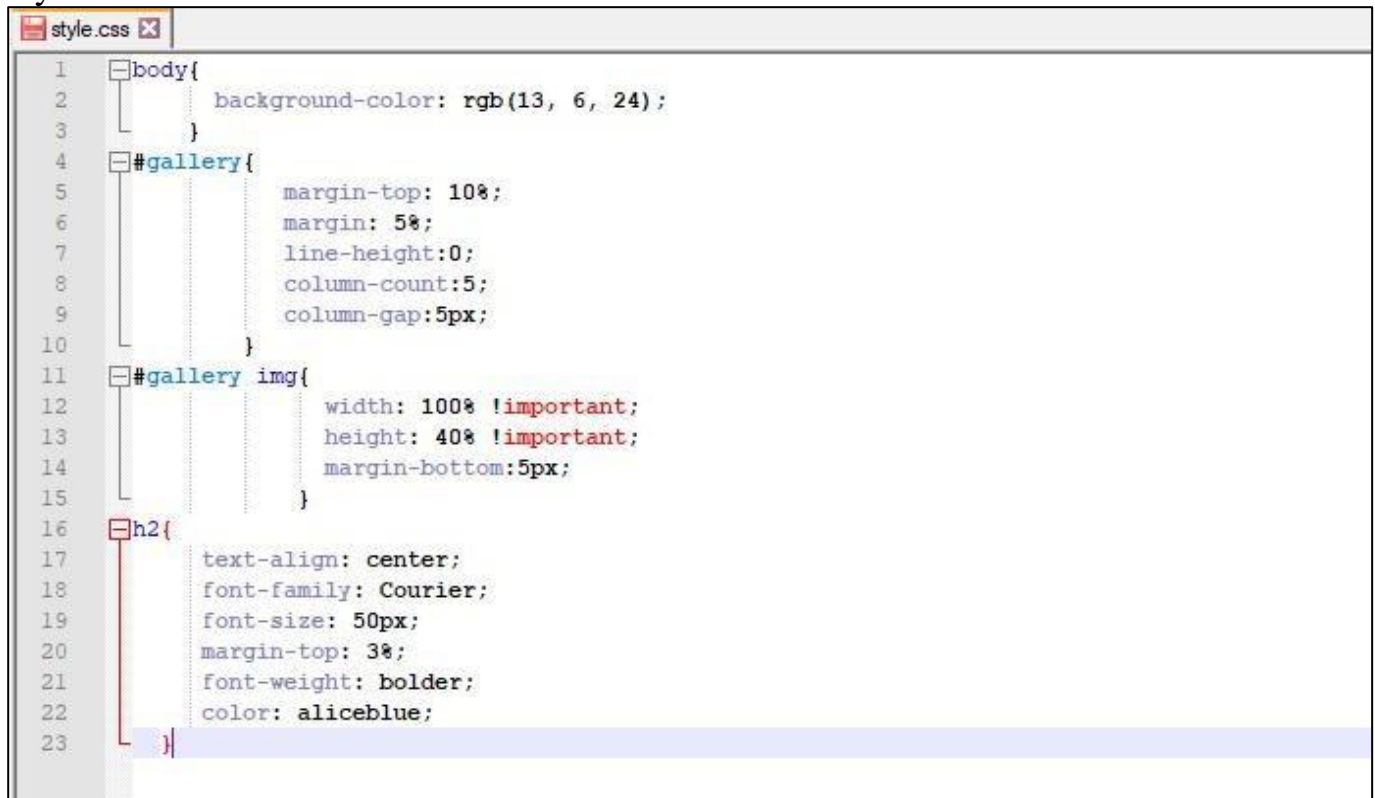 style.css
1 body{
2 background-color: rgb(13, 6, 24);
3 }
4 #gallery{
5 margin-top: 10%;
6 margin: 5%;
7 line-height:0;
8 column-count:5;
9 column-gap:5px;
10 }
11 #gallery img{
12 width: 100% !important;
13 height: 40% !important;
14 margin-bottom:5px;
15 }
16 h2{
17 text-align: center;
18 font-family: Courier;
19 font-size: 50px;
20 margin-top: 3%;
21 font-weight: bolder;
22 color: aliceblue;
23 }